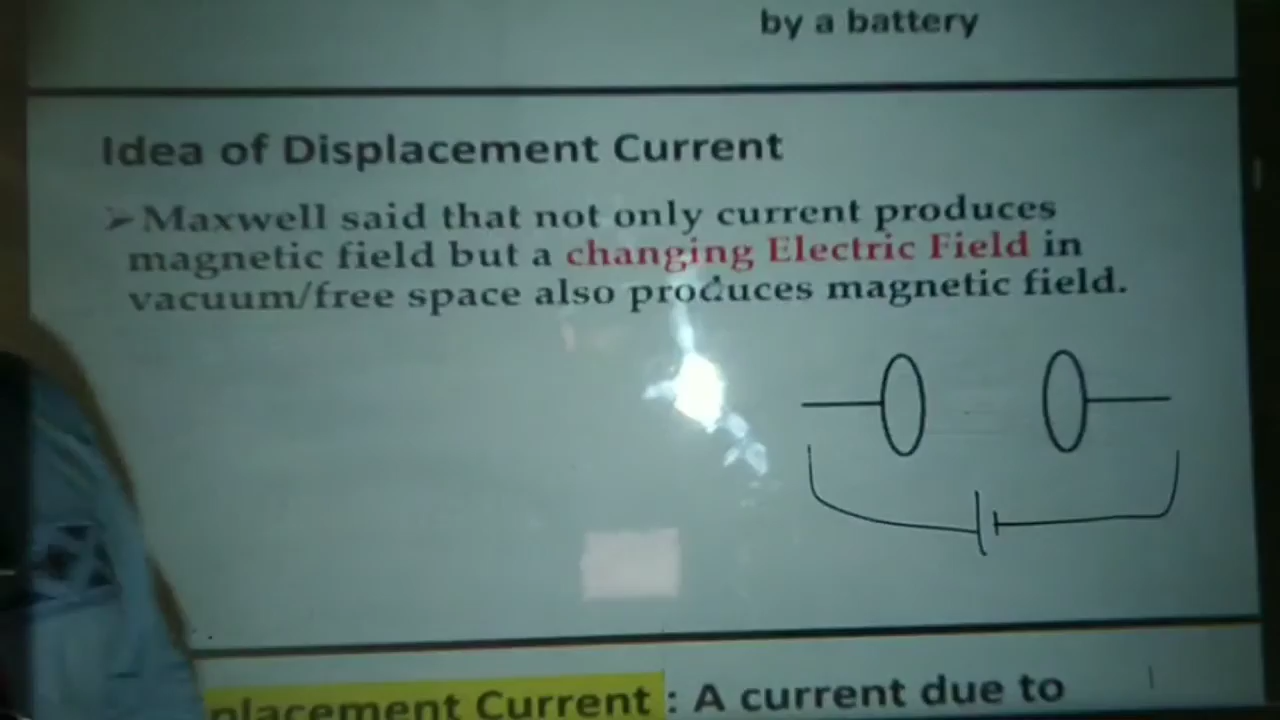 by a battery
Idea of Displacement Current
➢ Maxwell said that not only current produces
magnetic field but a changing Electric Field in
vacuum/free space also produces magnetic field.
placement Current : A current due to